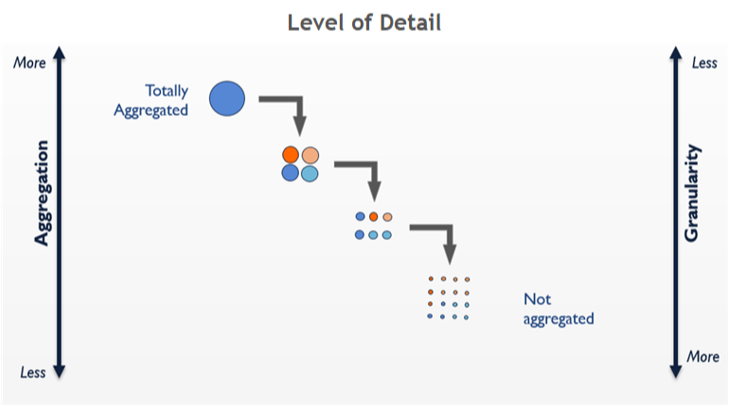 Level of Detail
More
Less
Totally
Aggregated
Aggregation
Granularity
Not
aggregated
More
Less